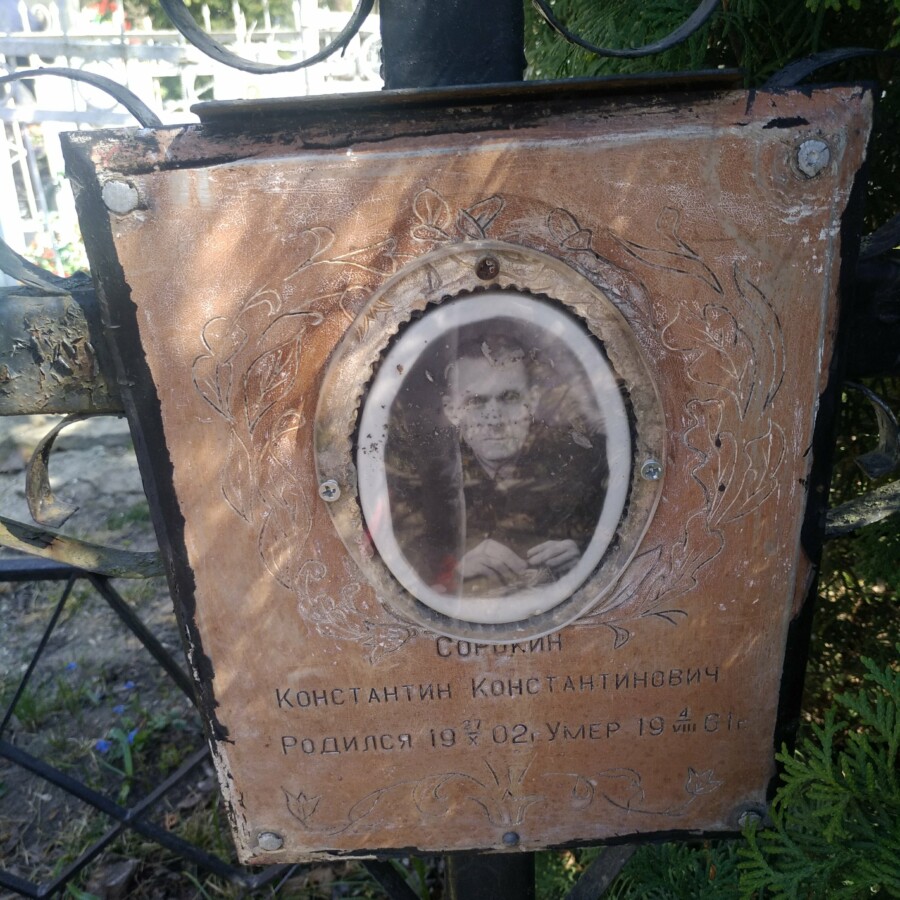 СОРОКИН
КОНСТАНТИН КОНСТАНТИНОВИЧ
РОДИЛСЯ 19 27/X 02г УМЕР 19 4/VIII 61г